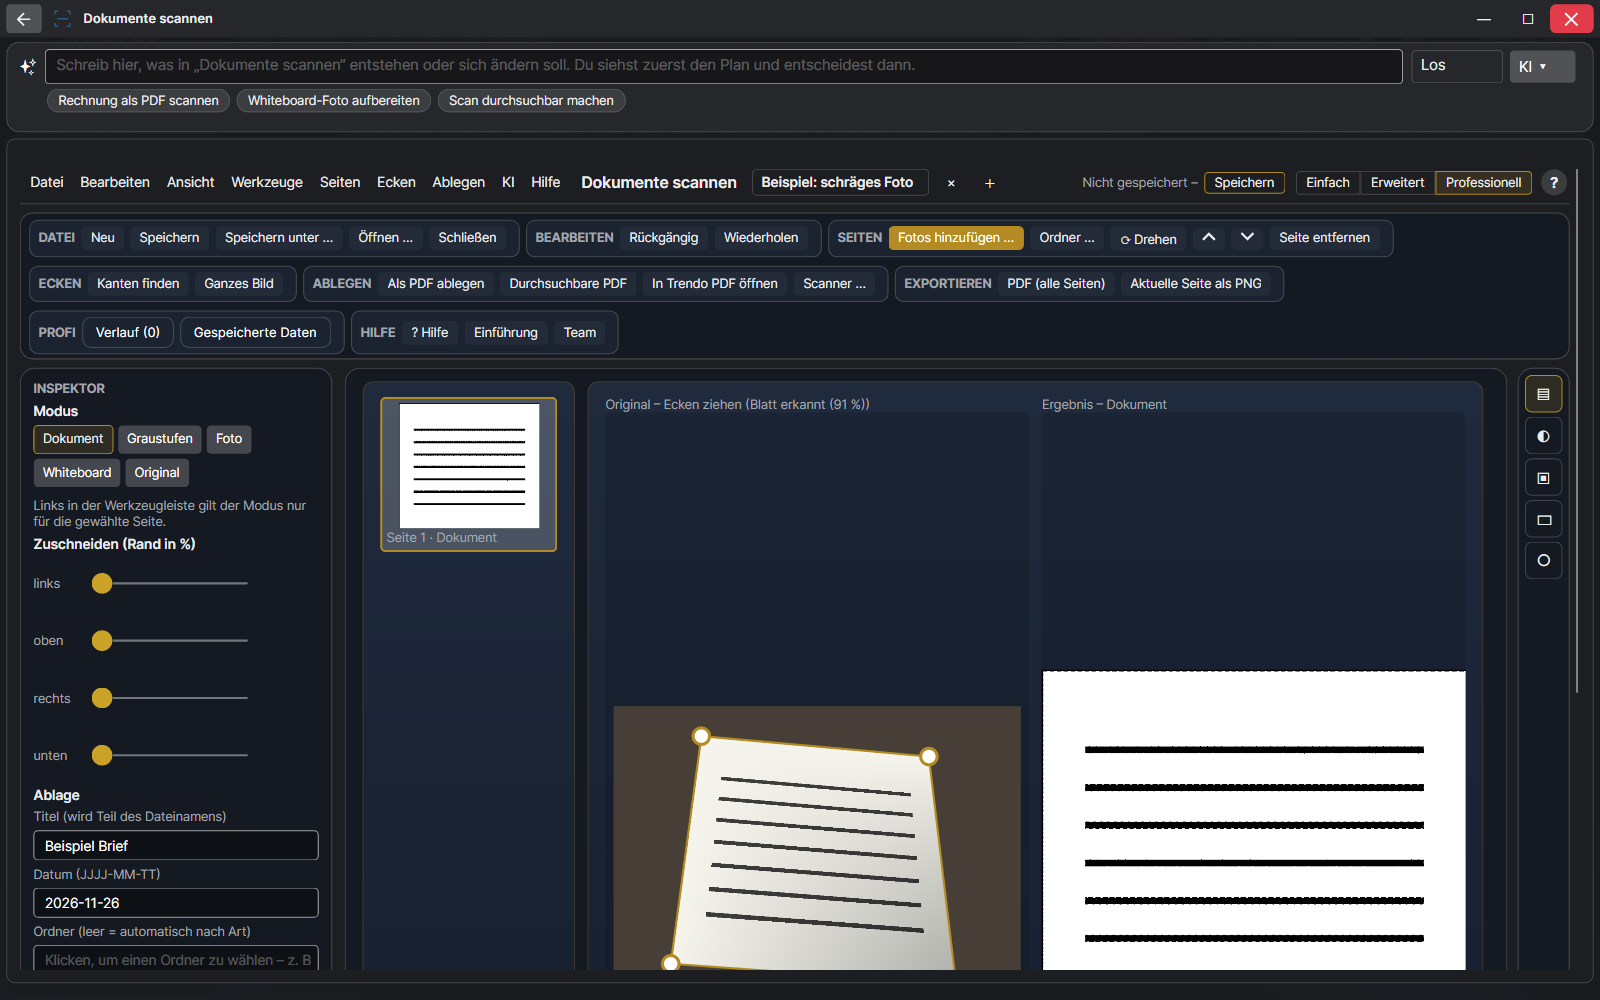 Dokumente scannen
Schreib hier, was in „Dokumente scannen“ entstehen oder sich ändern soll. Du siehst zuerst den Plan und entscheidest dann.
Los
KI
Rechnung als PDF scannen
Whiteboard-Foto aufbereiten
Scan durchsuchbar machen
Datei Bearbeiten Ansicht Werkzeuge Seiten Ecken Ablegen KI Hilfe Dokumente scannen Beispiel: schräges Foto × + Nicht gespeichert – Speichern Einfach Erweitert Professionell ?
DATEI Neu Speichern Speichern unter ... Öffnen ... Schließen BEARBEITEN Rückgängig Wiederholen SEITEN Fotos hinzufügen ... Ordner ... ⟳ Drehen Seite entfernen
ECKEN Kanten finden Ganzes Bild ABLEGEN Als PDF ablegen Durchsuchbare PDF In Trendo PDF öffnen Scanner ... EXPORTIEREN PDF (alle Seiten) Aktuelle Seite als PNG
PROFI Verlauf (0) Gespeicherte Daten HILFE ? Hilfe Einführung Team
INSPEKTOR
Modus
Dokument Graustufen Foto
Whiteboard Original
Links in der Werkzeugleiste gilt der Modus nur
für die gewählte Seite.
Zuschneiden (Rand in %)
links
oben
rechts
unten
Ablage
Titel (wird Teil des Dateinamens)
Beispiel Brief
Datum (JJJJ-MM-TT)
2026-11-26
Ordner (leer = automatisch nach Art)
Klicken, um einen Ordner zu wählen – z. B
Seite 1 · Dokument
Original – Ecken ziehen (Blatt erkannt (91 %))
Ergebnis – Dokument